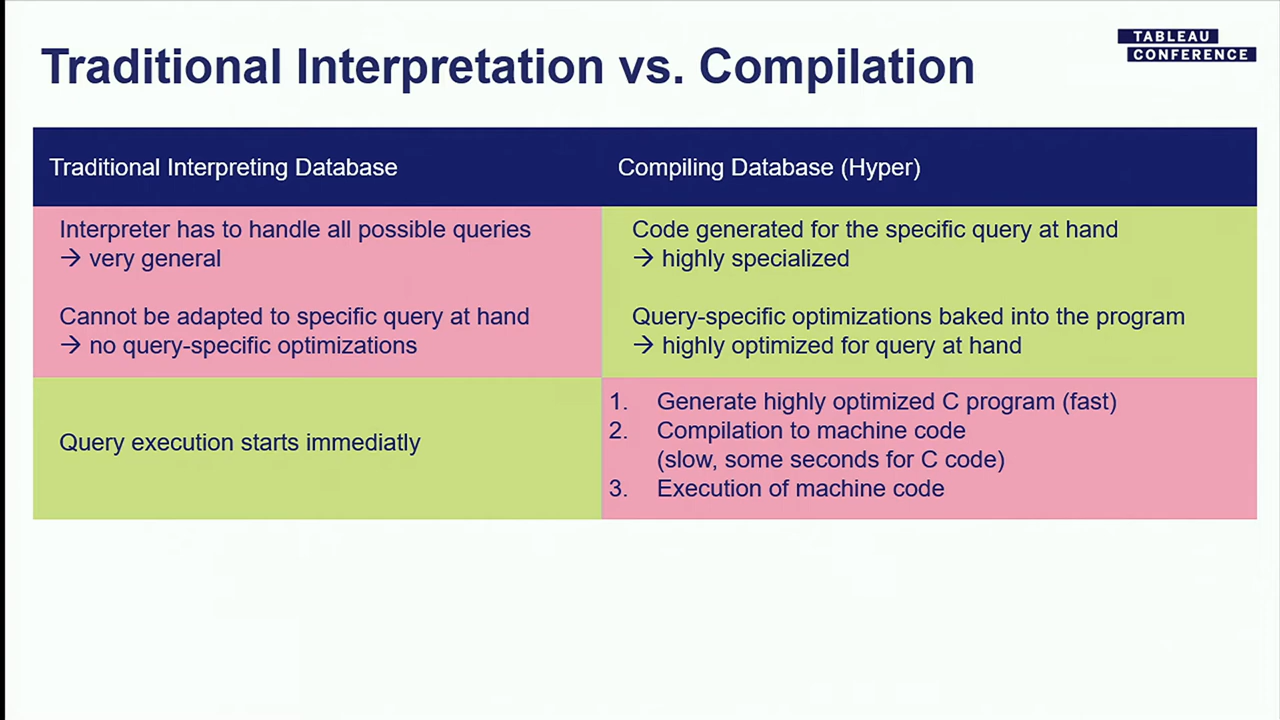 Traditional Interpretation vs. Compilation
TABLEAU
CONFERENCE
Traditional Interpreting Database
Compiling Database (Hyper)
Interpreter has to handle all possible queries
→ very general
Cannot be adapted to specific query at hand
→ no query-specific optimizations
Code generated for the specific query at hand
→ highly specialized
Query-specific optimizations baked into the program
→ highly optimized for query at hand
Query execution starts immediatly
1. Generate highly optimized C program (fast)
2. Compilation to machine code
(slow, some seconds for C code)
3. Execution of machine code